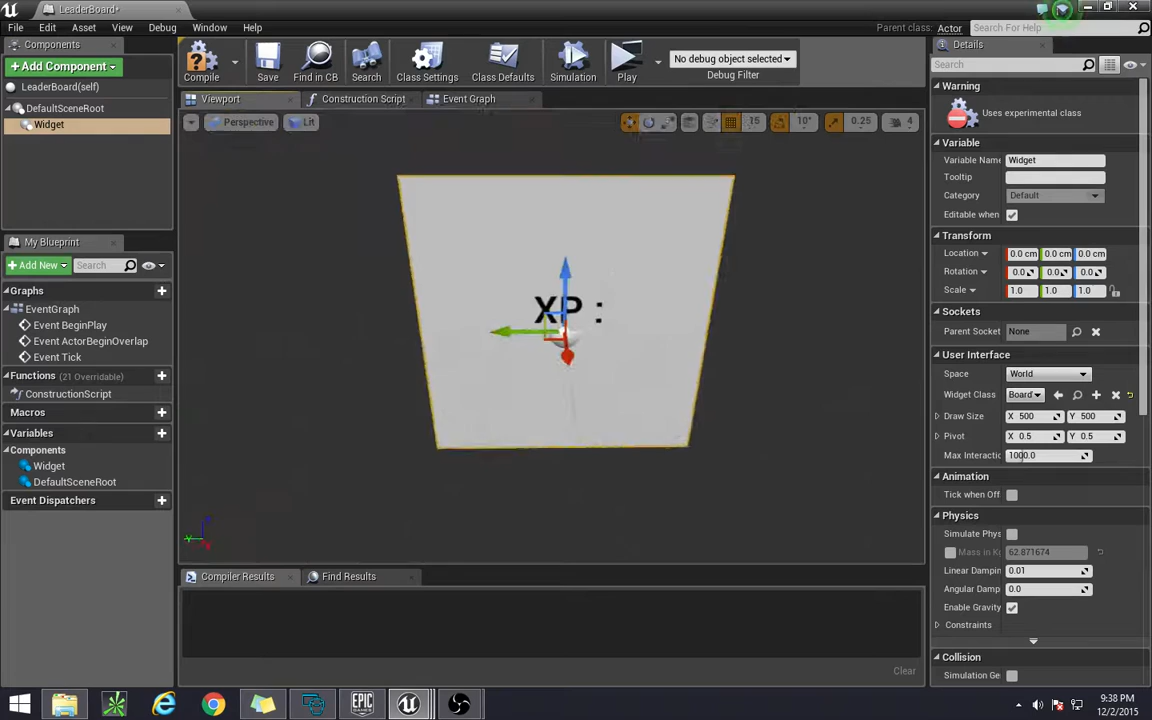 LeaderBoard*
File Edit Asset View Debug Window Help
Parent class: Actor
Search For Help
Components
Details
+Add Component
Search
LeaderBoard(self)
DefaultSceneRoot
Widget
Compile
Save
Find in CB
Search
Class Settings
Class Defaults
Simulation
Play
No debug object selected
Debug Filter
Viewport
Construction Script
Event Graph
Perspective
Lit
15
10°
0.25
4
XP :
My Blueprint
+Add New
Search
Graphs
EventGraph
Event BeginPlay
Event ActorBeginOverlap
Event Tick
Functions (21 Overridable)
ConstructionScript
Macros
Variables
Components
Widget
DefaultSceneRoot
Event Dispatchers
Compiler Results
Find Results
Clear
Warning
Uses experimental class
Variable
Variable Name Widget
Tooltip
Category Default
Editable when
Transform
Location 0.0 cm 0.0 cm 0.0 cm
Rotation 0.0 0.0 0.0
Scale 1.0 1.0 1.0
Sockets
Parent Socket None
User Interface
Space World
Widget Class Board
Draw Size X 500 Y 500
Pivot X 0.5 Y 0.5
Max Interactio 1000.0
Animation
Tick when Off
Physics
Simulate Phys
Mass in Kg 62.871674
Linear Dampin 0.01
Angular Damp 0.0
Enable Gravity
Constraints
Collision
Simulation Ge
EPIC GAMES
9:38 PM
12/2/2015